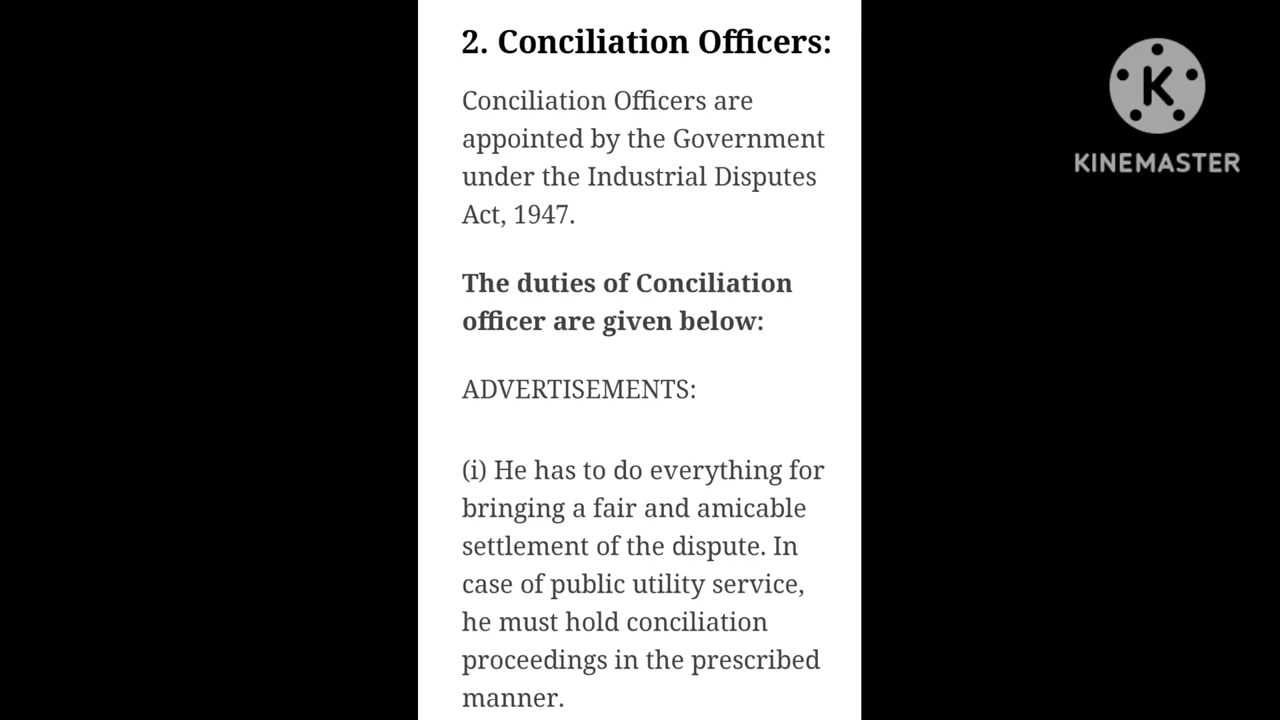 2. Conciliation Officers:
Conciliation Officers are
appointed by the Government
under the Industrial Disputes
Act, 1947.
The duties of Conciliation
officer are given below:
ADVERTISEMENTS:
(i) He has to do everything for
bringing a fair and amicable
settlement of the dispute. In
case of public utility service,
he must hold conciliation
proceedings in the prescribed
manner.
K
KINEMASTER